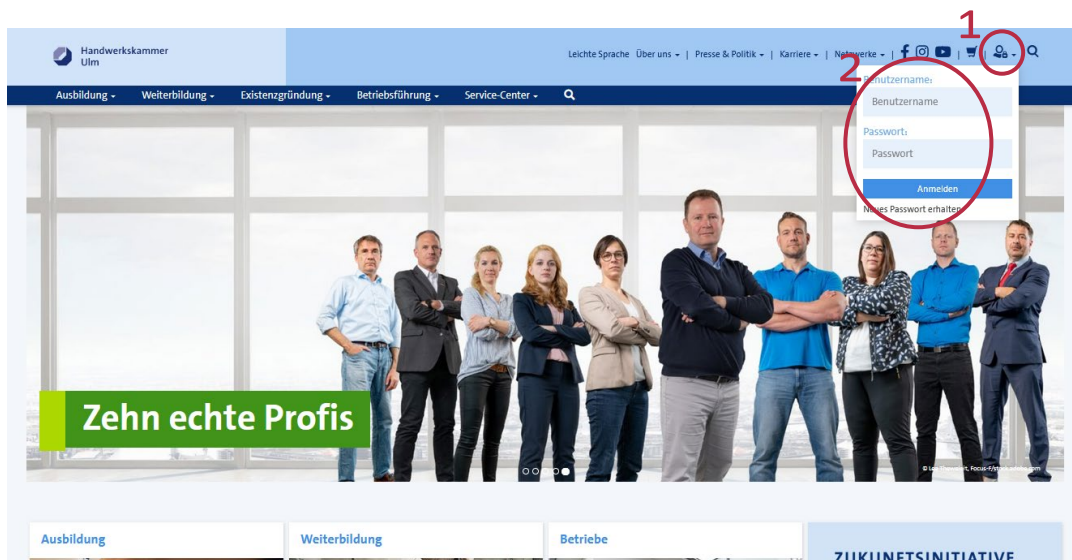 1
Handwerkskammer
Ulm
Leichte Sprache Über uns | Presse & Politik | Karriere | Netzwerke | | |
2
Benutzername:
Benutzername
Passwort:
Passwort
Anmelden
Neues Passwort erhalten
Ausbildung Weiterbildung Existenzgründung Betriebsführung Service-Center
Zehn echte Profis
Ausbildung
Weiterbildung
Betriebe
ZUKUNFTSINITIATIVE